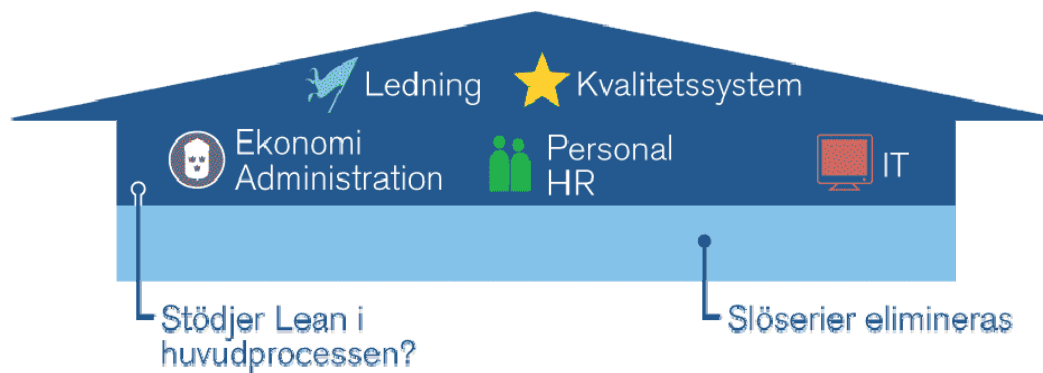 Ledning
Kvalitetssystem
Ekonomi
Administration
Personal
HR
IT
Stödjer Lean i
huvudprocessen?
Slöserier elimineras